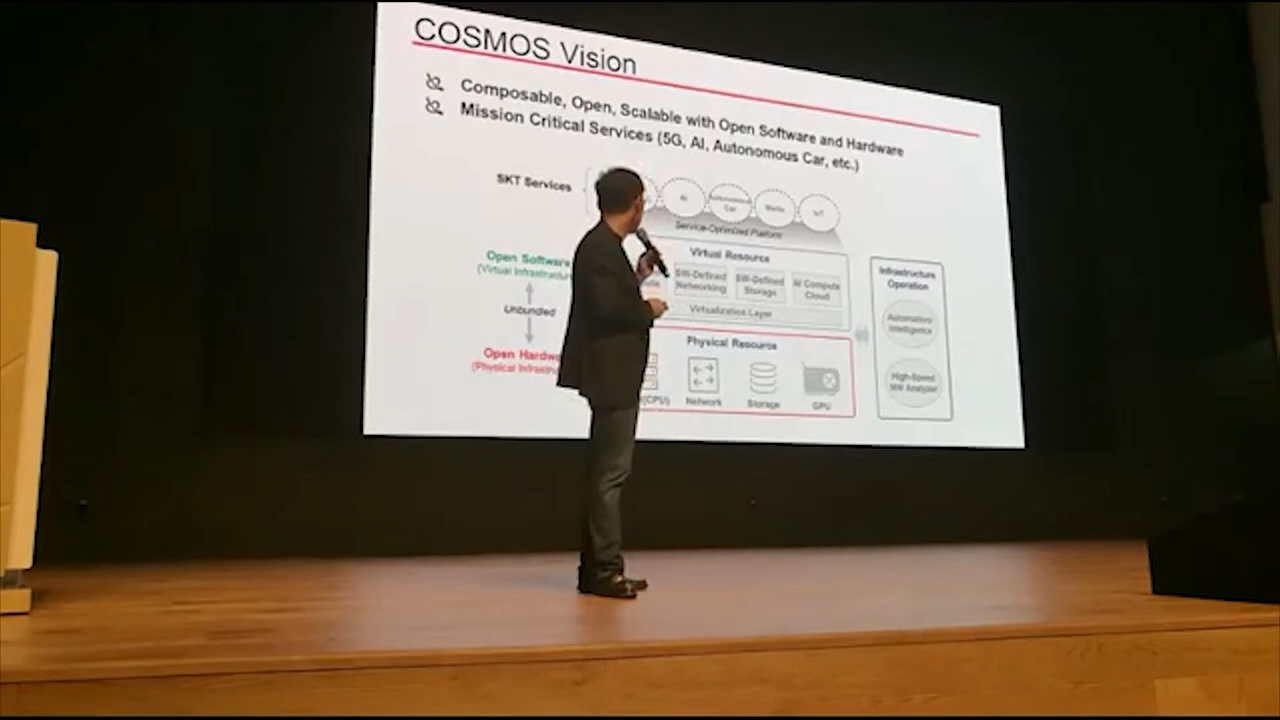 COSMOS Vision
Composable, Open, Scalable with Open Software and Hardware
Mission Critical Services (5G, AI, Autonomous Car, etc.)
SKT Services
AI
Autonomous
Car
Media
IoT
Service-Optimized Platform
Open Software
(Virtual Infrastructur
Unbundled
Open Hardw
(Physical Infrastru
Virtual Resource
SW-Defined
Networking
SW-Defined
Storage
AI Compute
Cloud
Virtualization Layer
Physical Resource
(CPU)
Network
Storage
GPU
Infrastructure
Operation
Automation/
Intelligence
High-Speed
NW Analyzer